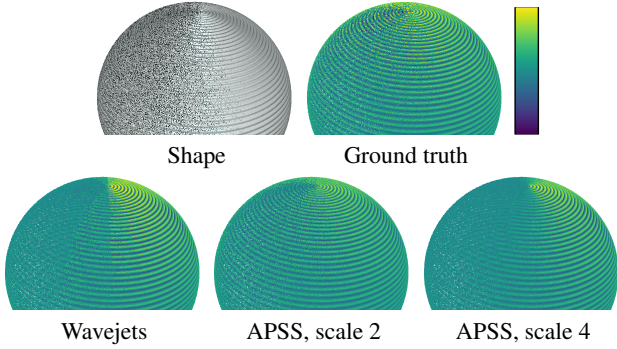 Shape
Ground truth
Wavejets
APSS, scale 2
APSS, scale 4